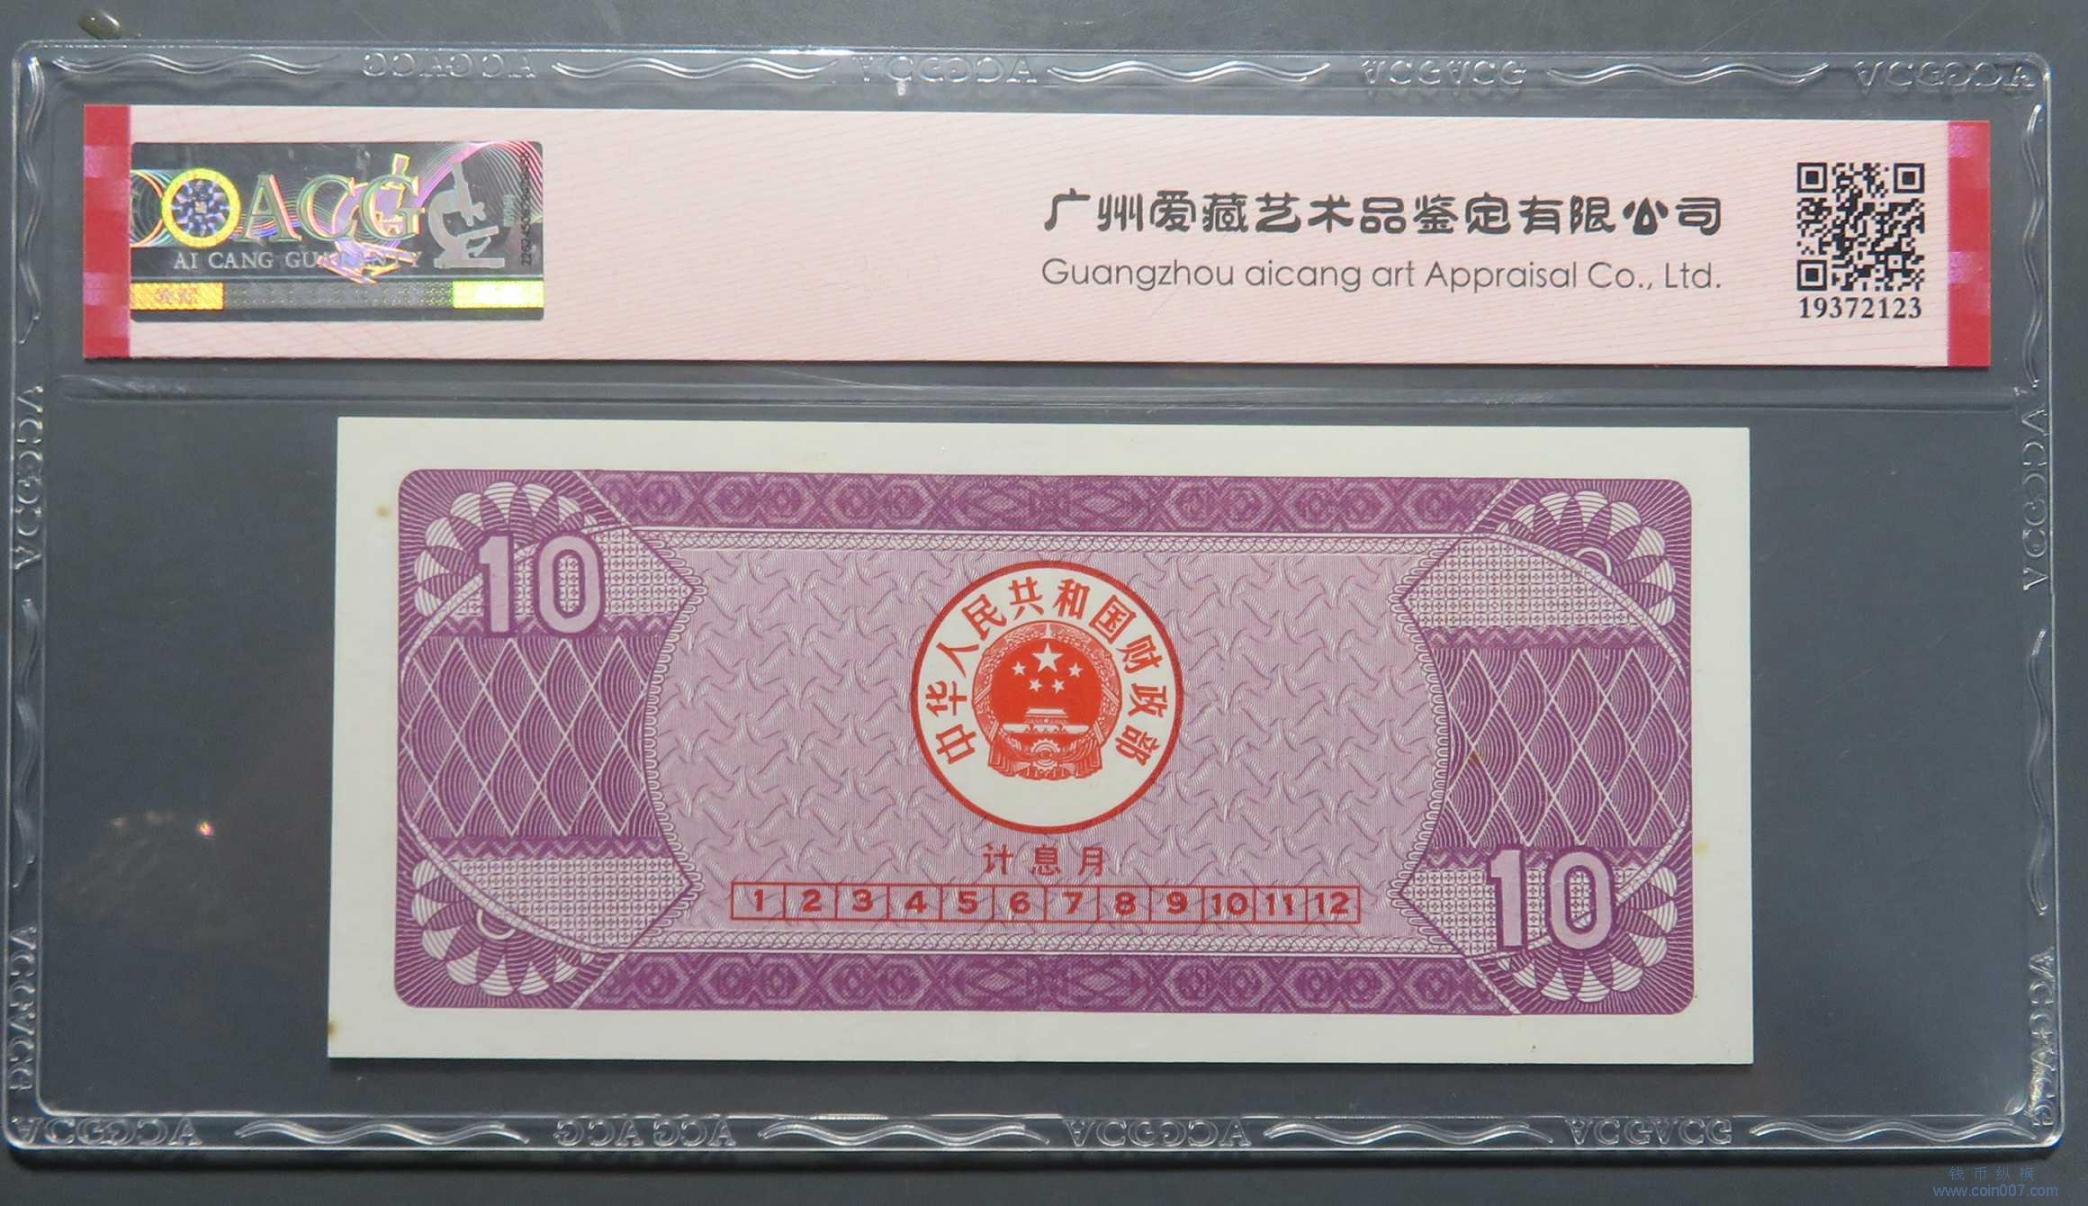 ACG
AI CANG GUARANTY
广州爱藏艺术品鉴定有限公司
Guangzhou aicang art Appraisal Co., Ltd.
19372123
10
中华人民共和国财政部
计息月
1 2 3 4 5 6 7 8 9 10 11 12
10
钱币纵横
www.coin007.com